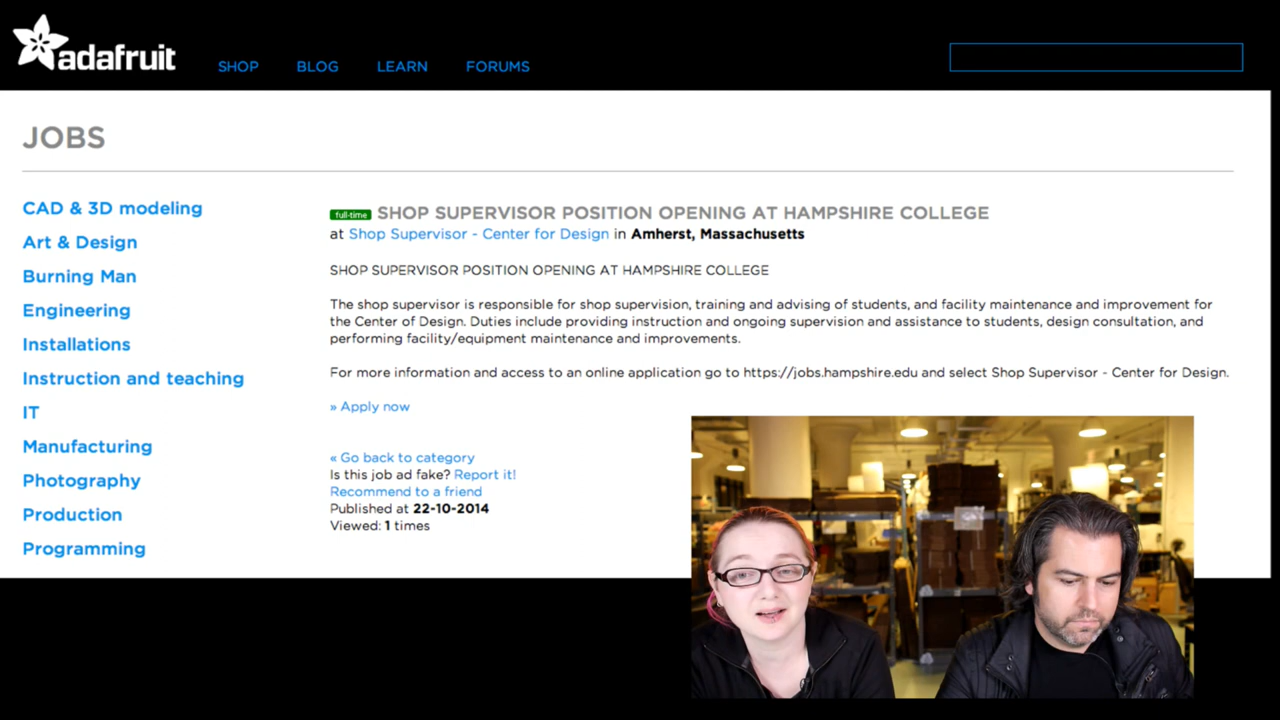 adafruit
SHOP BLOG LEARN FORUMS
JOBS
CAD & 3D modeling
Art & Design
Burning Man
Engineering
Installations
Instruction and teaching
IT
Manufacturing
Photography
Production
Programming
full-time SHOP SUPERVISOR POSITION OPENING AT HAMPSHIRE COLLEGE
at Shop Supervisor - Center for Design in Amherst, Massachusetts
SHOP SUPERVISOR POSITION OPENING AT HAMPSHIRE COLLEGE
The shop supervisor is responsible for shop supervision, training and advising of students, and facility maintenance and improvement for
the Center of Design. Duties include providing instruction and ongoing supervision and assistance to students, design consultation, and
performing facility/equipment maintenance and improvements.
For more information and access to an online application go to https://jobs.hampshire.edu and select Shop Supervisor - Center for Design.
» Apply now
« Go back to category
Is this job ad fake? Report it!
Recommend to a friend
Published at 22-10-2014
Viewed: 1 times